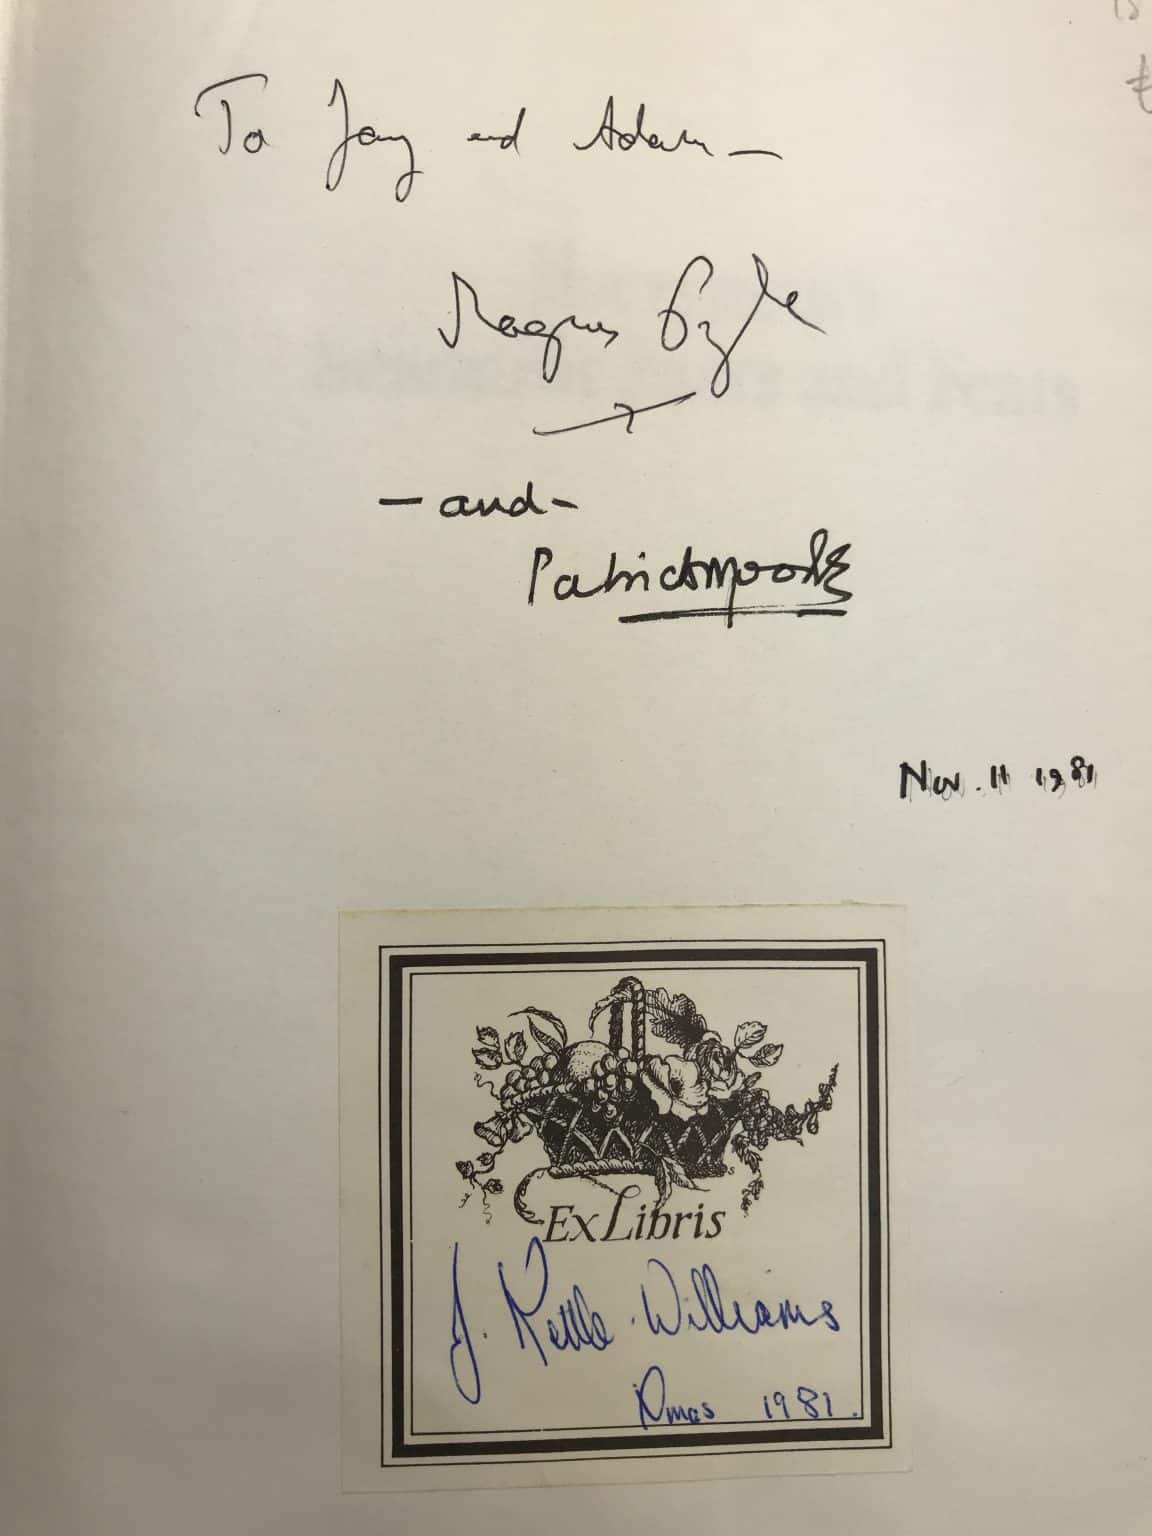 To Jay and Adam —
Magnus Pyke
— and —
Patrick Moore
Nov. 11 1981
Ex Libris
J. Kettle-Williams
Xmas 1981.